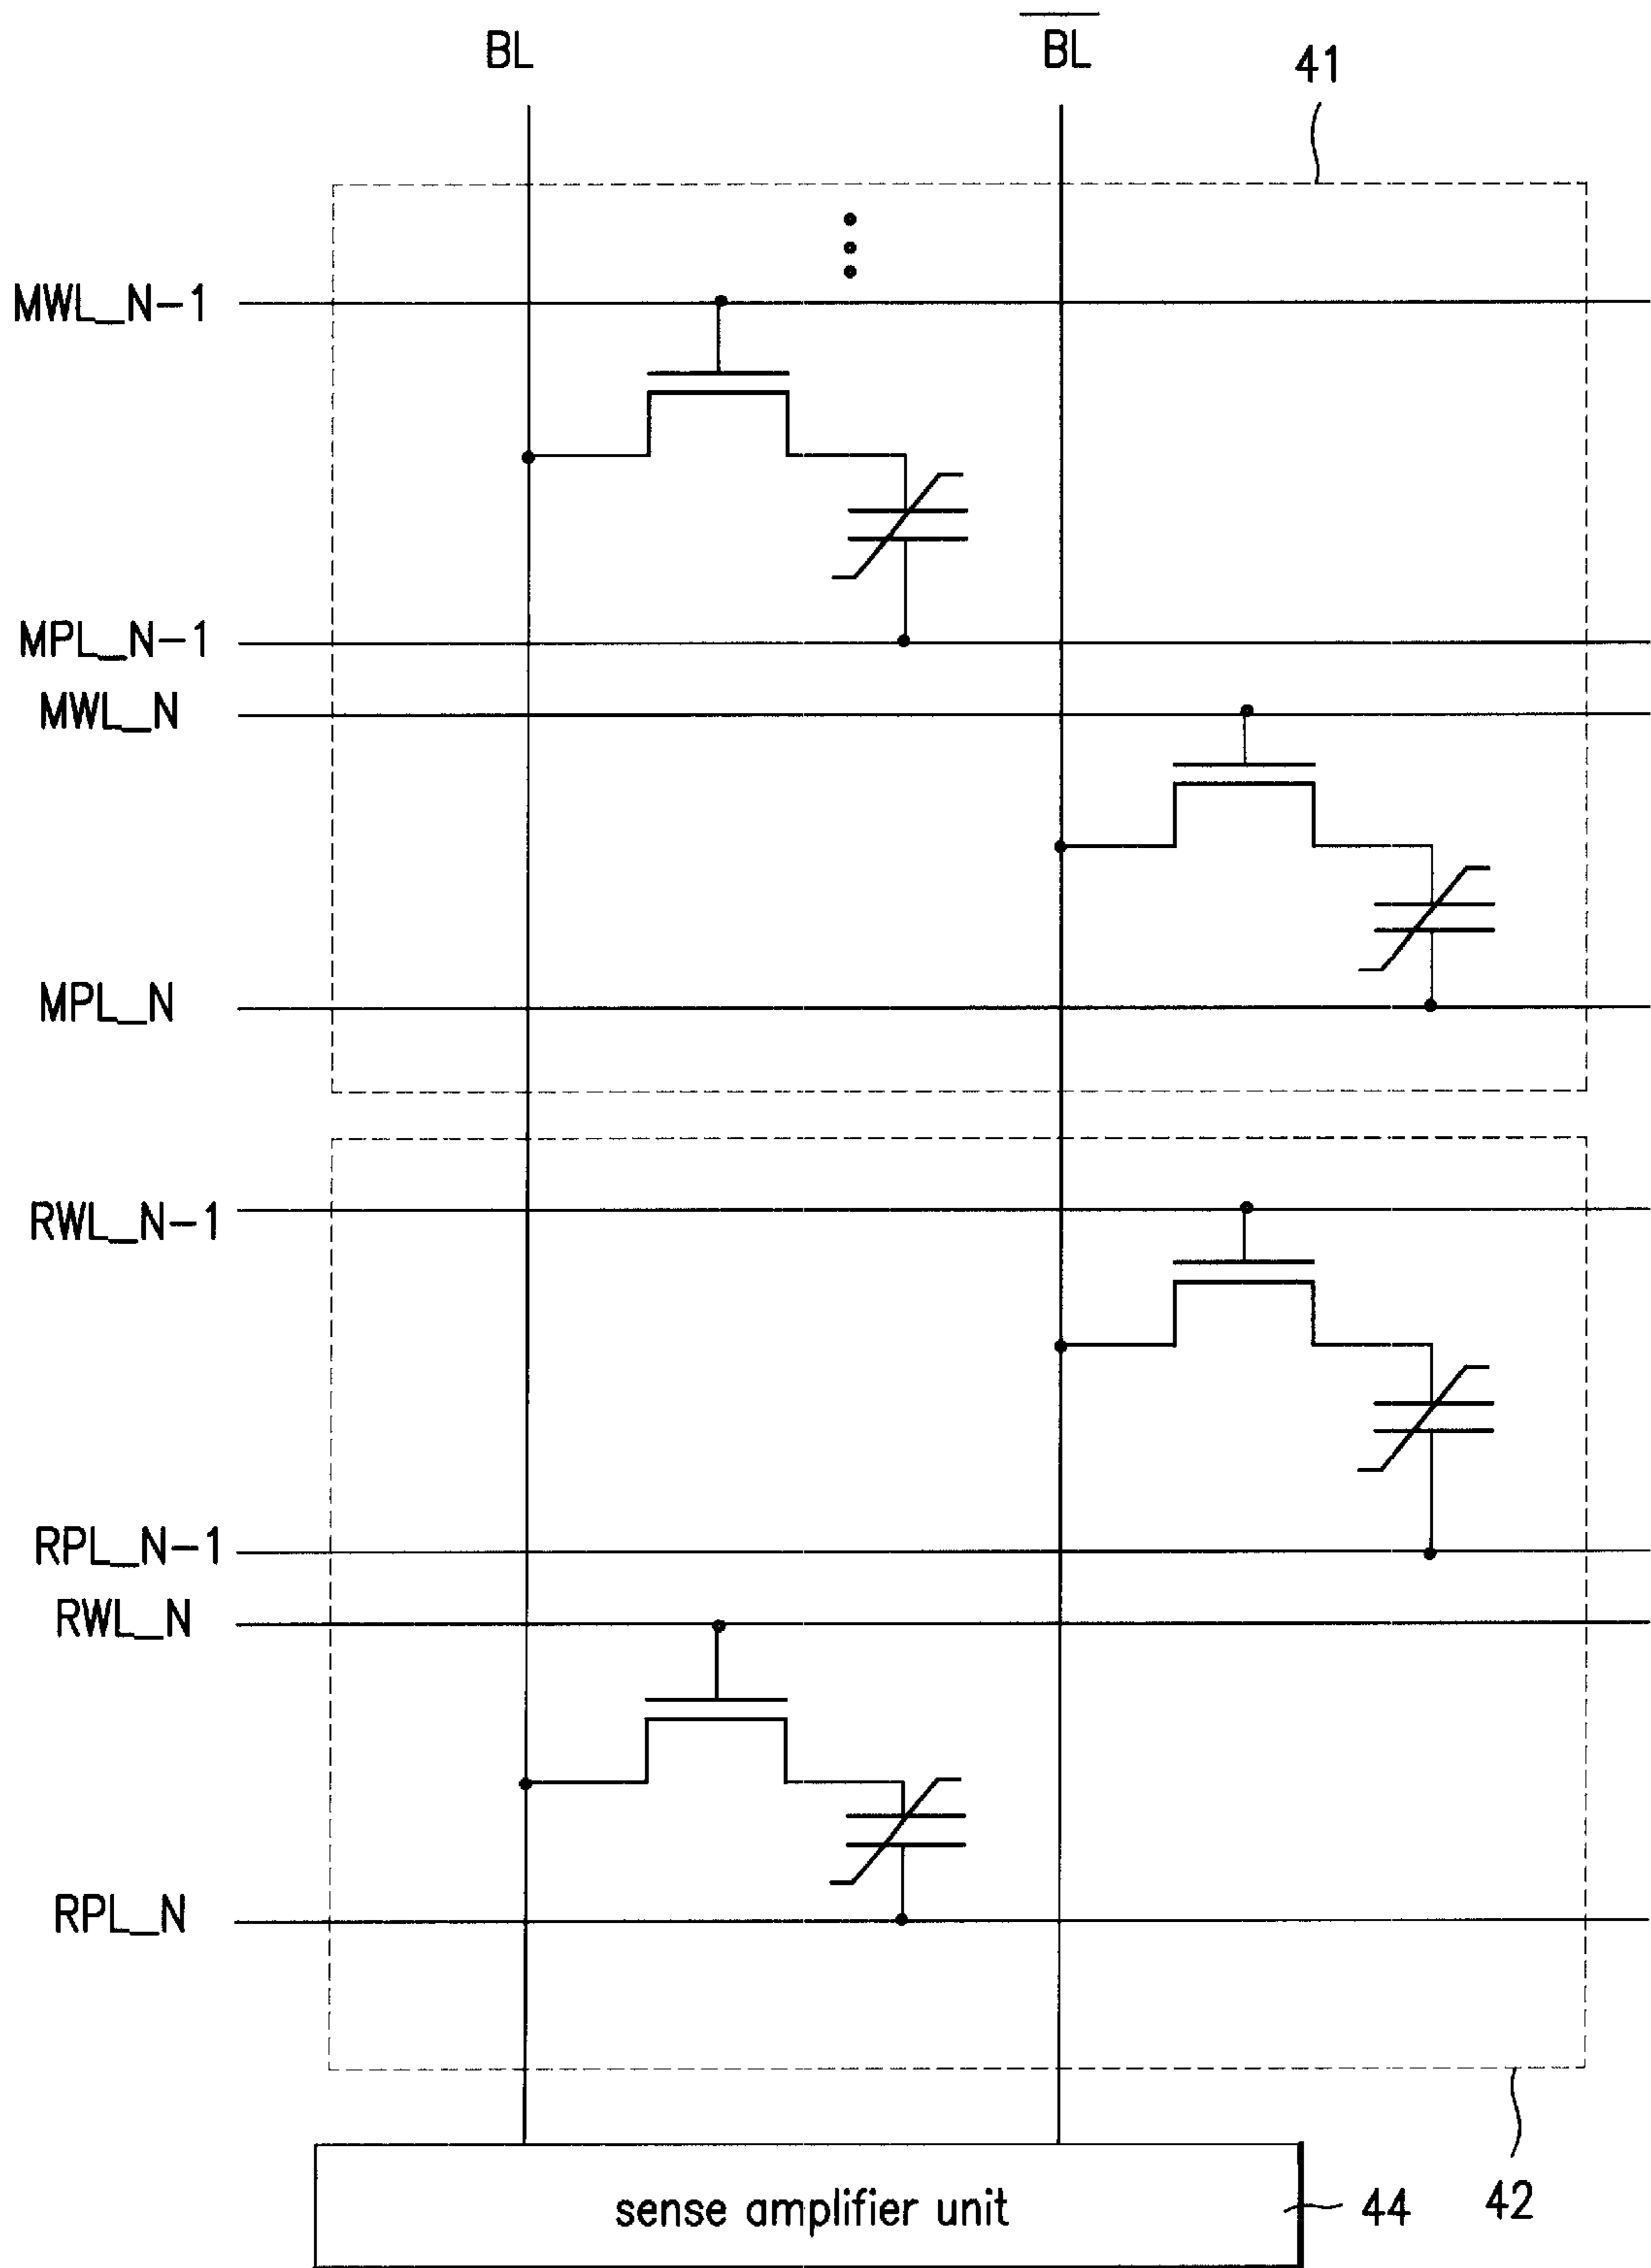 BL
B̅L̅
41
MWL_N-1
MPL_N-1
MWL_N
MPL_N
RWL_N-1
RPL_N-1
RWL_N
RPL_N
sense amplifier unit
44
42